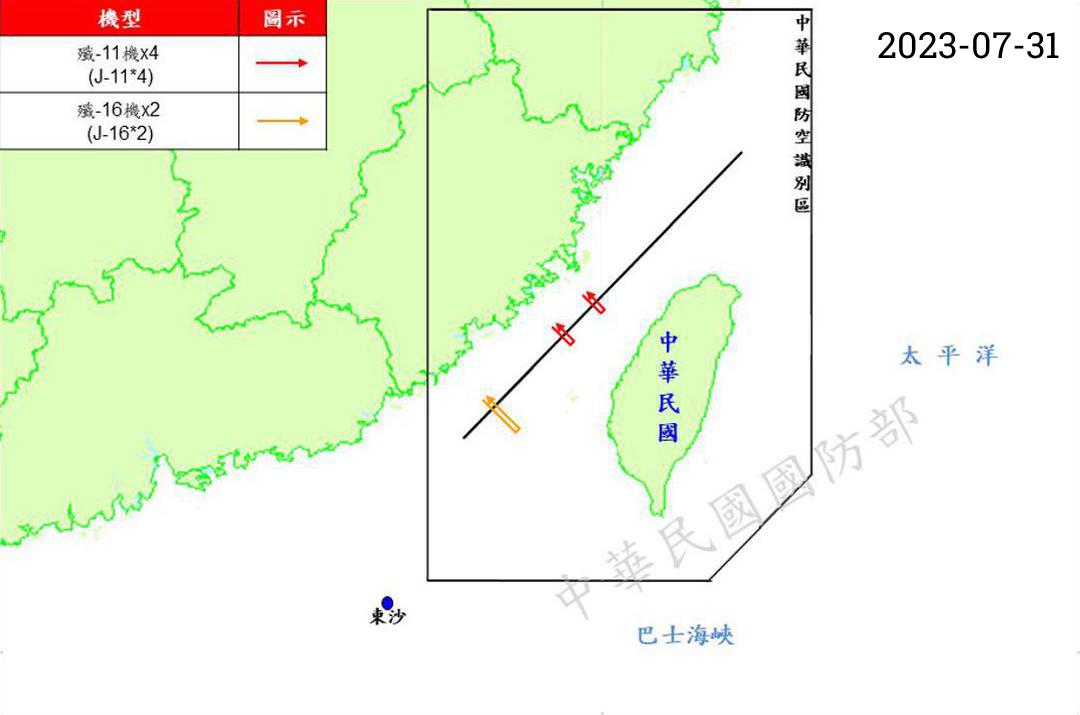 機型 圖示
殲-11機x4
(J-11*4)
殲-16機x2
(J-16*2)
2023-07-31
中華民國防空識別區
中華民國
太平洋
中華民國國防部
東沙
巴士海峽